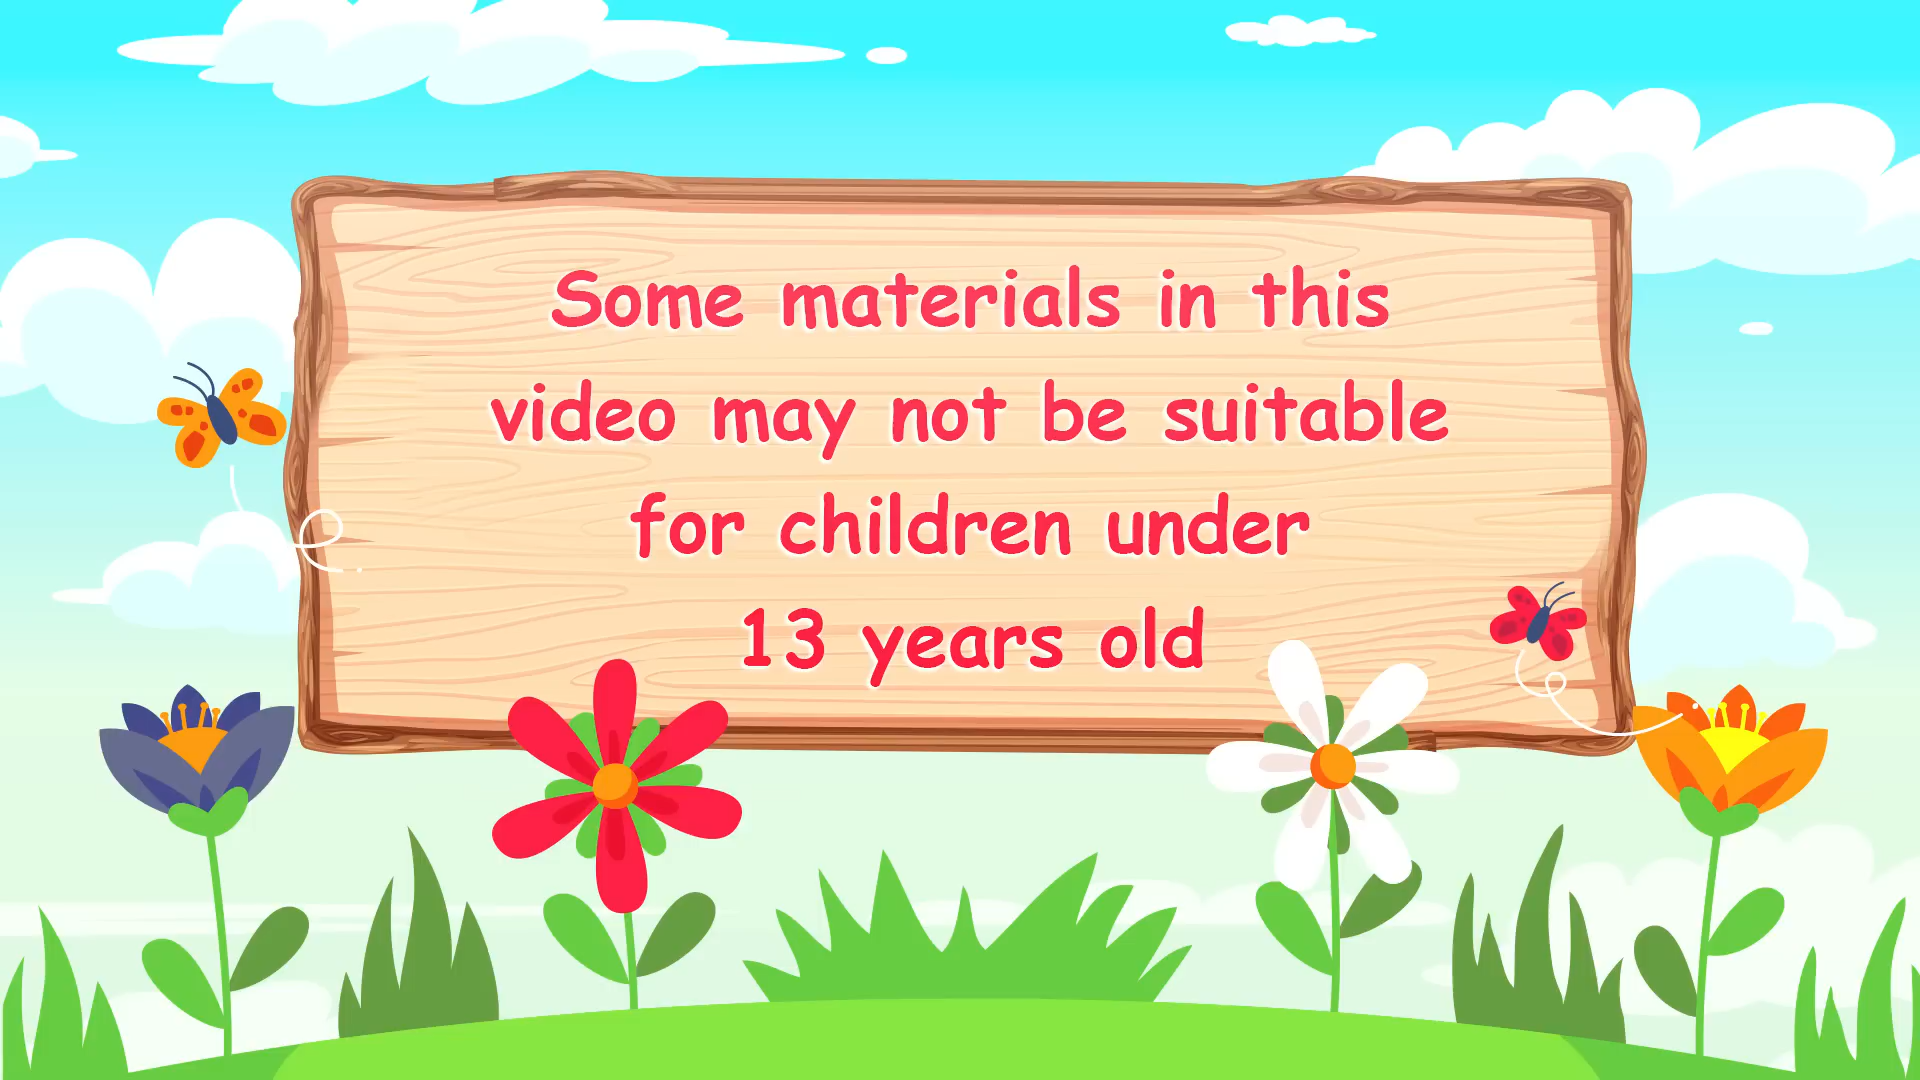 Some materials in this
video may not be suitable
for children under
13 years old